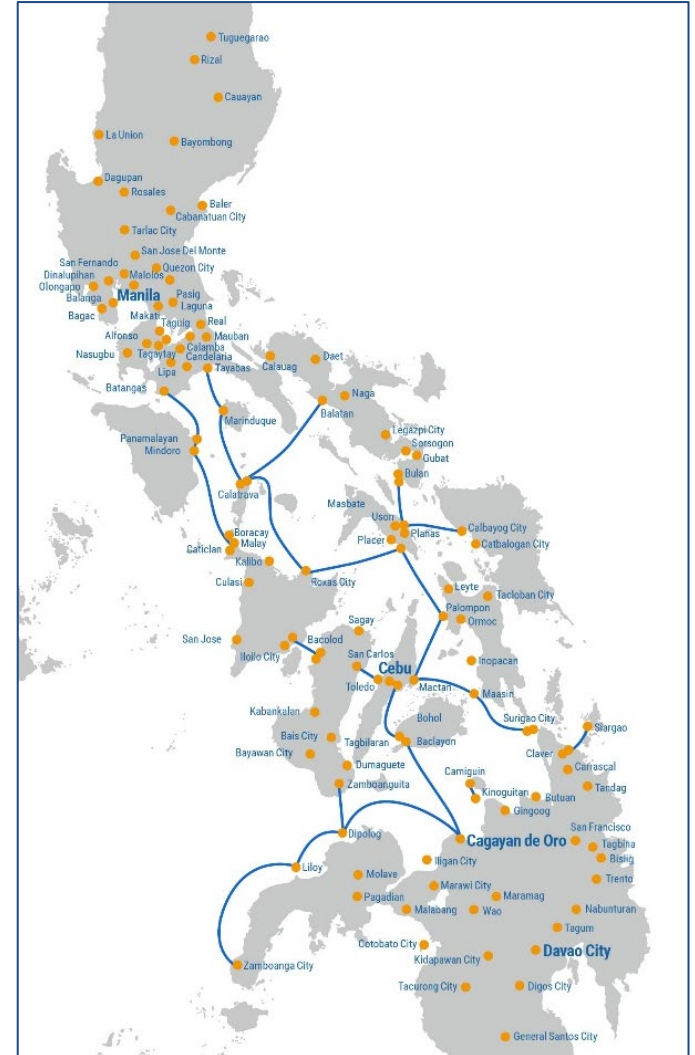 Tuguegarao
Rizal
Cauayan
La Union
Bayombong
Dagupan
Rosales
Baler
Cabanatuan City
Tarlac City
San Jose Del Monte
San Fernando
Quezon City
Dinalupihan
Malolos
Olongapo
Manila
Balanga
Pasig
Bagac
Laguna
Makati
Taguig
Real
Alfonso
Mauban
Calamba
Nasugbu
Tagaytay
Candelaria
Lipa
Tayabas
Calauag
Daet
Batangas
Naga
Balatan
Marinduque
Legazpi City
Panamalayan
Sorsogon
Mindoro
Gubat
Bulan
Calatrava
Masbate
Uson
Boracay
Placer
Planas
Calbayog City
Malay
Catbalogan City
Caticlan
Kalibo
Roxas City
Culasi
Leyte
Tacloban City
Palompon
Sagay
Ormoc
San Jose
Bacolod
Iloilo City
San Carlos
Cebu
Inopacan
Toledo
Mactan
Maasin
Kabankalan
Bohol
Surigao City
Siargao
Bais City
Tagbilaran
Baclayon
Bayawan City
Claver
Dumaguete
Carrascal
Camiguin
Zamboanguita
Kinoguitan
Tandag
Butuan
Gingoog
Dipolog
San Francisco
Cagayan de Oro
Tagbina
Bislig
Iligan City
Liloy
Molave
Trento
Marawi City
Pagadian
Maramag
Malabang
Wao
Nabunturan
Tagum
Cotobato City
Davao City
Kidapawan City
Zamboanga City
Tacurong City
Digos City
General Santos City